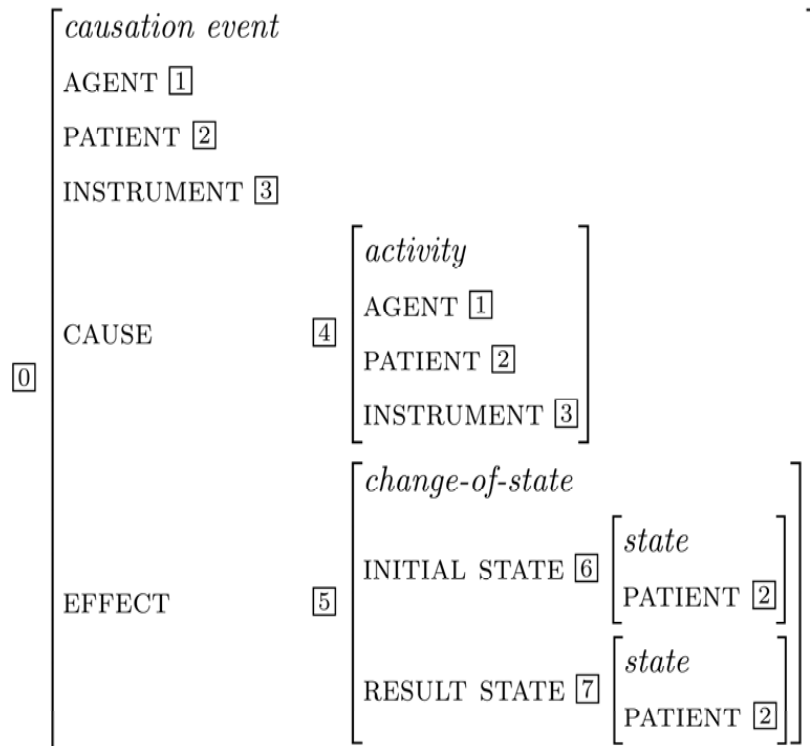 causation event
AGENT 1
PATIENT 2
INSTRUMENT 3
activity
AGENT 1
CAUSE 4
PATIENT 2
0
INSTRUMENT 3
change-of-state
state
INITIAL STATE 6
PATIENT 2
EFFECT 5
state
RESULT STATE 7
PATIENT 2